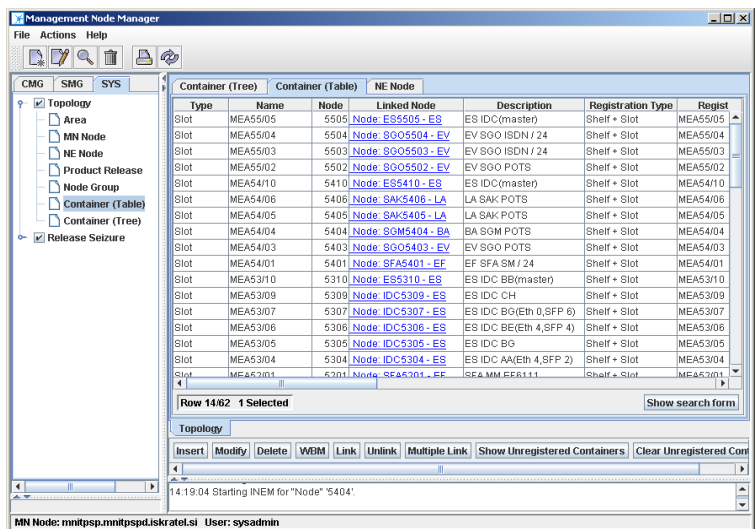 Management Node Manager
File Actions Help
CMG SMG SYS
Topology
Area
MN Node
NE Node
Product Release
Node Group
Container (Table)
Container (Tree)
Release Seizure
Container (Tree) Container (Table) NE Node
Type Name Node Linked Node Description Registration Type Regist
Slot MEA55/05 5505 Node: ES5505 - ES ES IDC(master) Shelf + Slot MEA55/05
Slot MEA55/04 5504 Node: SGO5504 - EV EV SGO ISDN / 24 Shelf + Slot MEA55/04
Slot MEA55/03 5503 Node: SGO5503 - EV EV SGO ISDN / 24 Shelf + Slot MEA55/03
Slot MEA55/02 5502 Node: SGO5502 - EV EV SGO POTS Shelf + Slot MEA55/02
Slot MEA54/10 5410 Node: ES5410 - ES ES IDC(master) Shelf + Slot MEA54/10
Slot MEA54/06 5406 Node: SAK5406 - LA LA SAK POTS Shelf + Slot MEA54/06
Slot MEA54/05 5405 Node: SAK5405 - LA LA SAK POTS Shelf + Slot MEA54/05
Slot MEA54/04 5404 Node: SGM5404 - BA BA SGM POTS Shelf + Slot MEA54/04
Slot MEA54/03 5403 Node: SGO5403 - EV EV SGO POTS Shelf + Slot MEA54/03
Slot MEA54/01 5401 Node: SFA5401 - EF EF SFA SM / 24 Shelf + Slot MEA54/01
Slot MEA53/10 5310 Node: ES5310 - ES ES IDC BB(master) Shelf + Slot MEA53/10
Slot MEA53/09 5309 Node: IDC5309 - ES ES IDC CH Shelf + Slot MEA53/09
Slot MEA53/07 5307 Node: IDC5307 - ES ES IDC BG(Eth 0,SFP 6) Shelf + Slot MEA53/07
Slot MEA53/06 5306 Node: IDC5306 - ES ES IDC BE(Eth 4,SFP 4) Shelf + Slot MEA53/06
Slot MEA53/05 5305 Node: IDC5305 - ES ES IDC BG Shelf + Slot MEA53/05
Slot MEA53/04 5304 Node: IDC5304 - ES ES IDC AA(Eth 4,SFP 2) Shelf + Slot MEA53/04
Slot MEA52/01 5201 Node: SFA5201 - EF SFA MM EF6111 Shelf + Slot MEA52/01
Row 14/62 1 Selected Show search form
Topology
Insert Modify Delete WBM Link Unlink Multiple Link Show Unregistered Containers Clear Unregistered Con
14:19:04 Starting INEM for "Node" '5404'.
MN Node: mnitpsp.mnitpspd.iskratel.si User: sysadmin